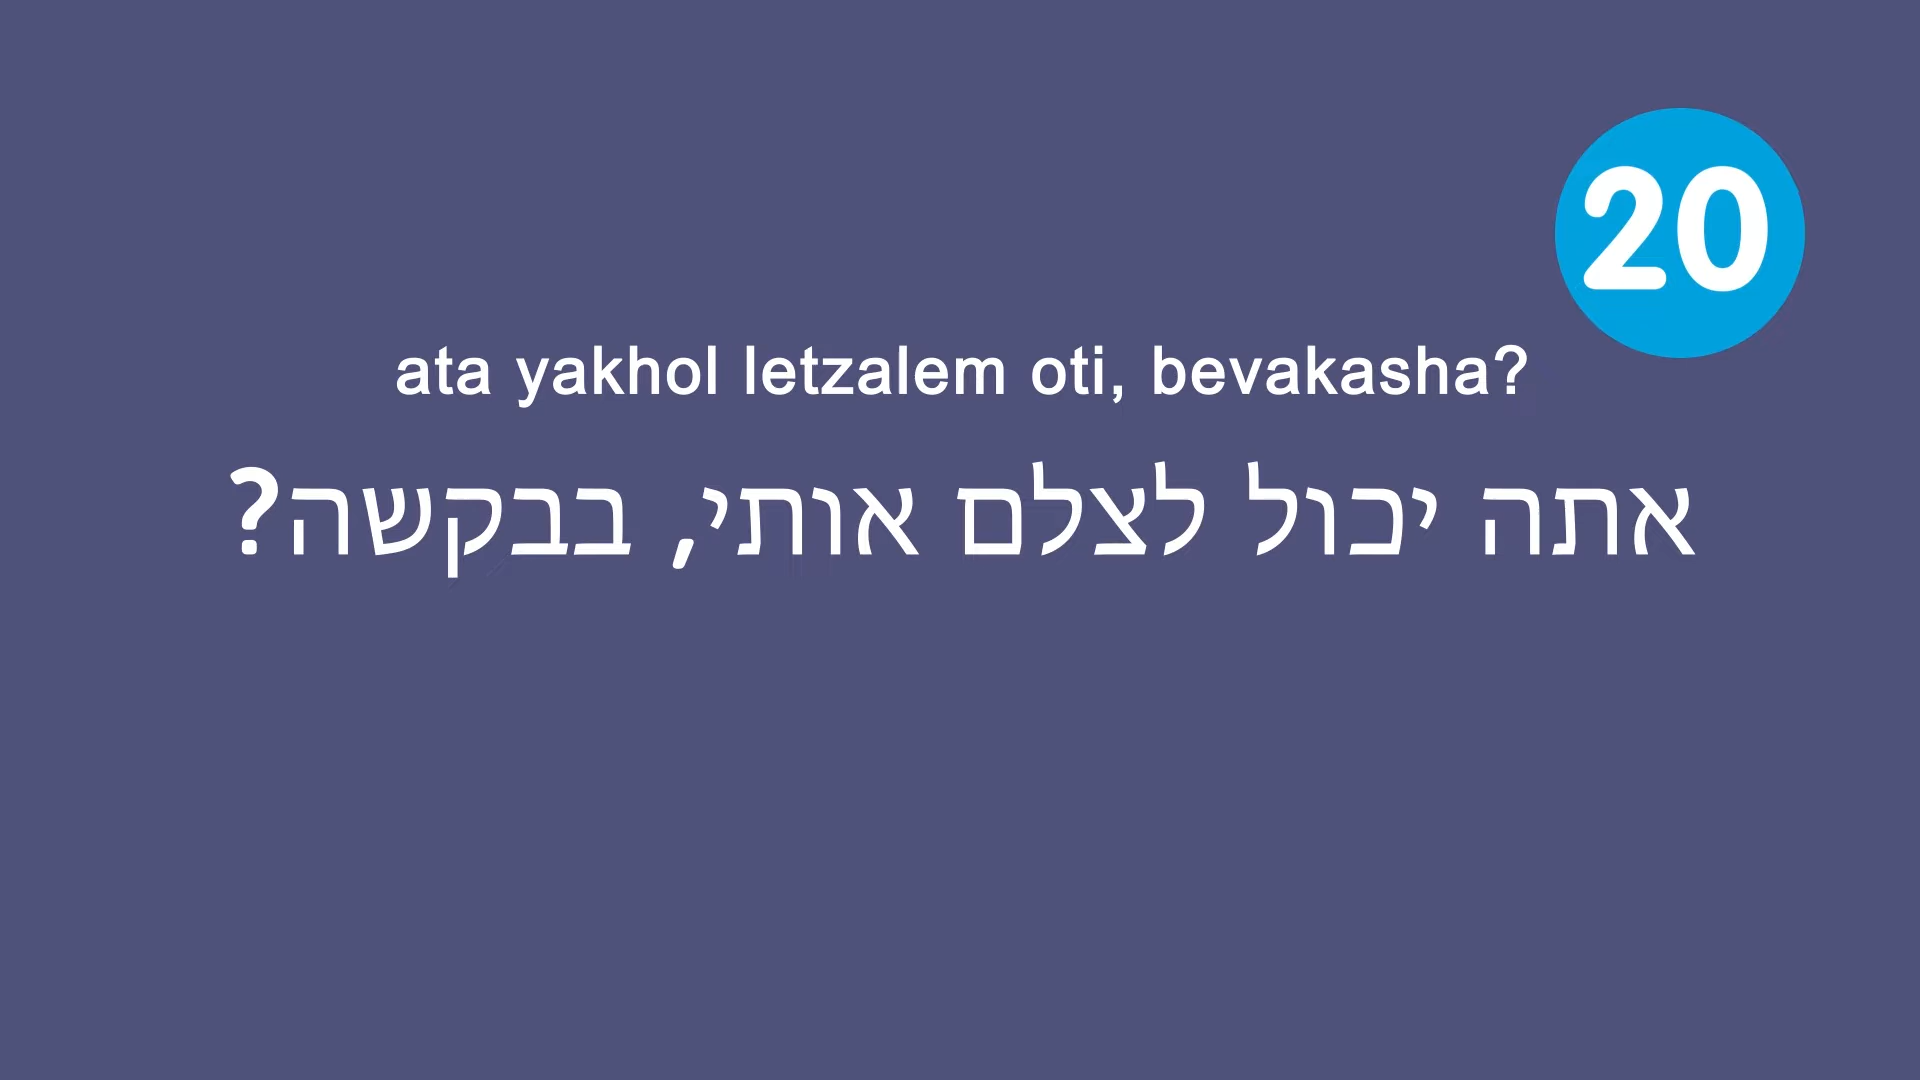 20
ata yakhol letzalem oti, bevakasha?
אתה יכול לצלם אותי, בבקשה?